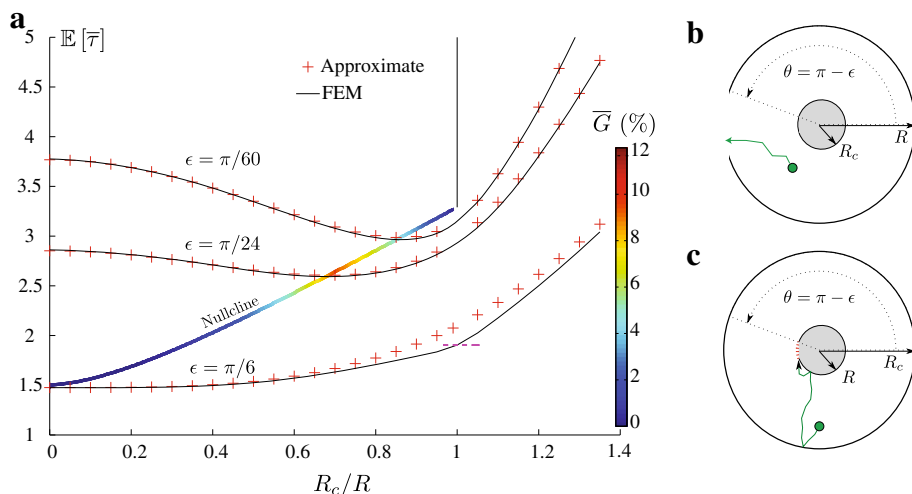 a
𝔼 [τ̄]
5
4.5
4
3.5
3
2.5
2
1.5
1
+ Approximate
— FEM
ϵ = π/60
ϵ = π/24
Nullcline
ϵ = π/6
0 0.2 0.4 0.6 0.8 1 1.2 1.4
R_c/R
G̅ (%)
12
10
8
6
4
2
0
b
θ = π − ϵ
R
R_c
c
θ = π − ϵ
R_c
R